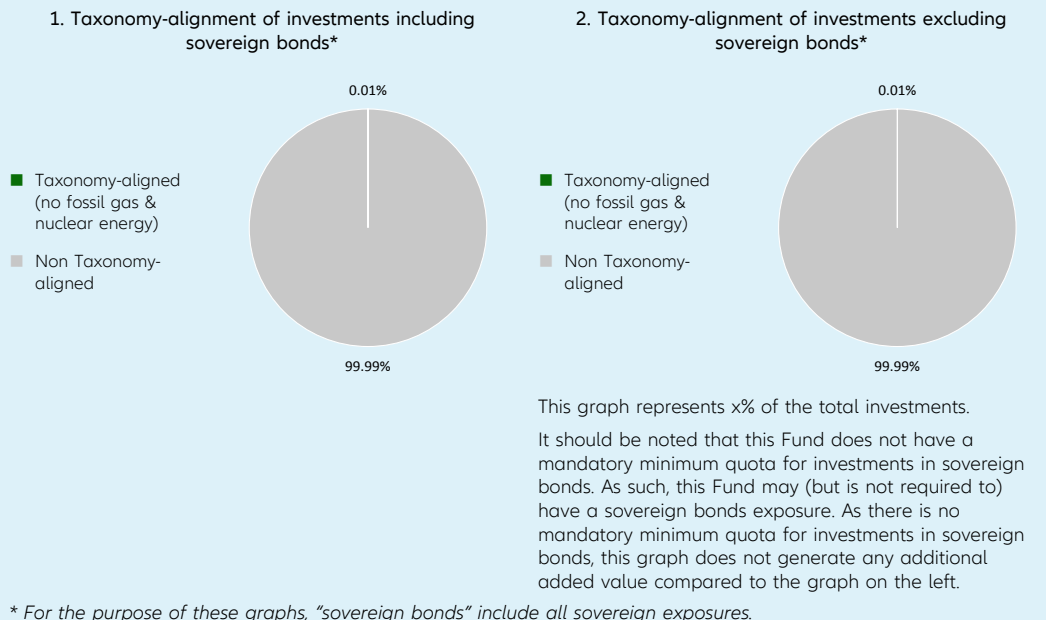 1. Taxonomy-alignment of investments including
sovereign bonds*
0.01%
Taxonomy-aligned
(no fossil gas &
nuclear energy)
Non Taxonomy-
aligned
99.99%
2. Taxonomy-alignment of investments excluding
sovereign bonds*
0.01%
Taxonomy-aligned
(no fossil gas &
nuclear energy)
Non Taxonomy-
aligned
99.99%
This graph represents x% of the total investments.
It should be noted that this Fund does not have a
mandatory minimum quota for investments in sovereign
bonds. As such, this Fund may (but is not required to)
have a sovereign bonds exposure. As there is no
mandatory minimum quota for investments in sovereign
bonds, this graph does not generate any additional
added value compared to the graph on the left.
* For the purpose of these graphs, “sovereign bonds” include all sovereign exposures.